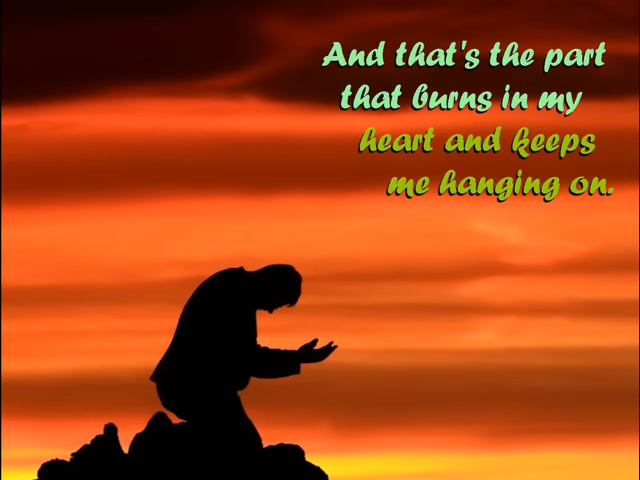 And that's the part
that burns in my
heart and keeps
me hanging on.